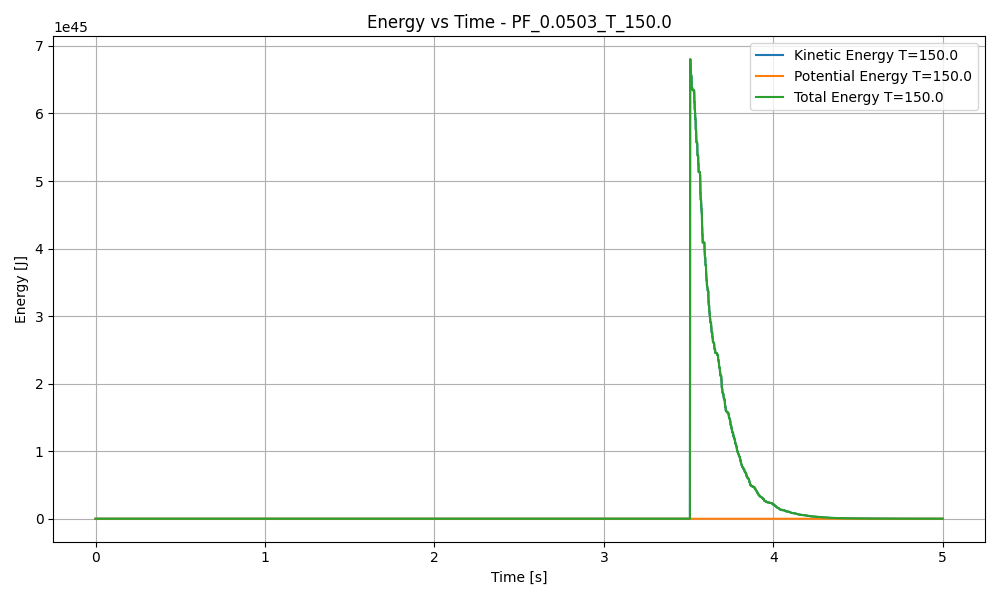 Energy vs Time - PF_0.0503_T_150.0
1e45
7
6
5
4
3
2
1
0
Energy [J]
Kinetic Energy T=150.0
Potential Energy T=150.0
Total Energy T=150.0
0 1 2 3 4 5
Time [s]